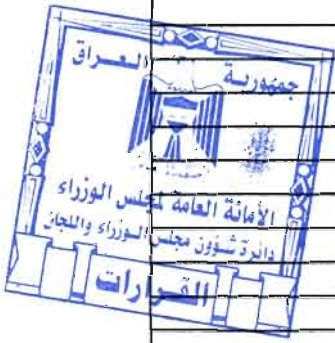 جمهورية العراق
الأمانة العامة لمجلس الوزراء
دائرة شؤون مجلس الوزراء واللجان
القرارات